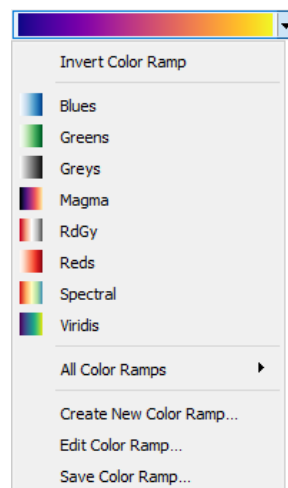 Invert Color Ramp
Blues
Greens
Greys
Magma
RdGy
Reds
Spectral
Viridis
All Color Ramps
Create New Color Ramp...
Edit Color Ramp...
Save Color Ramp...